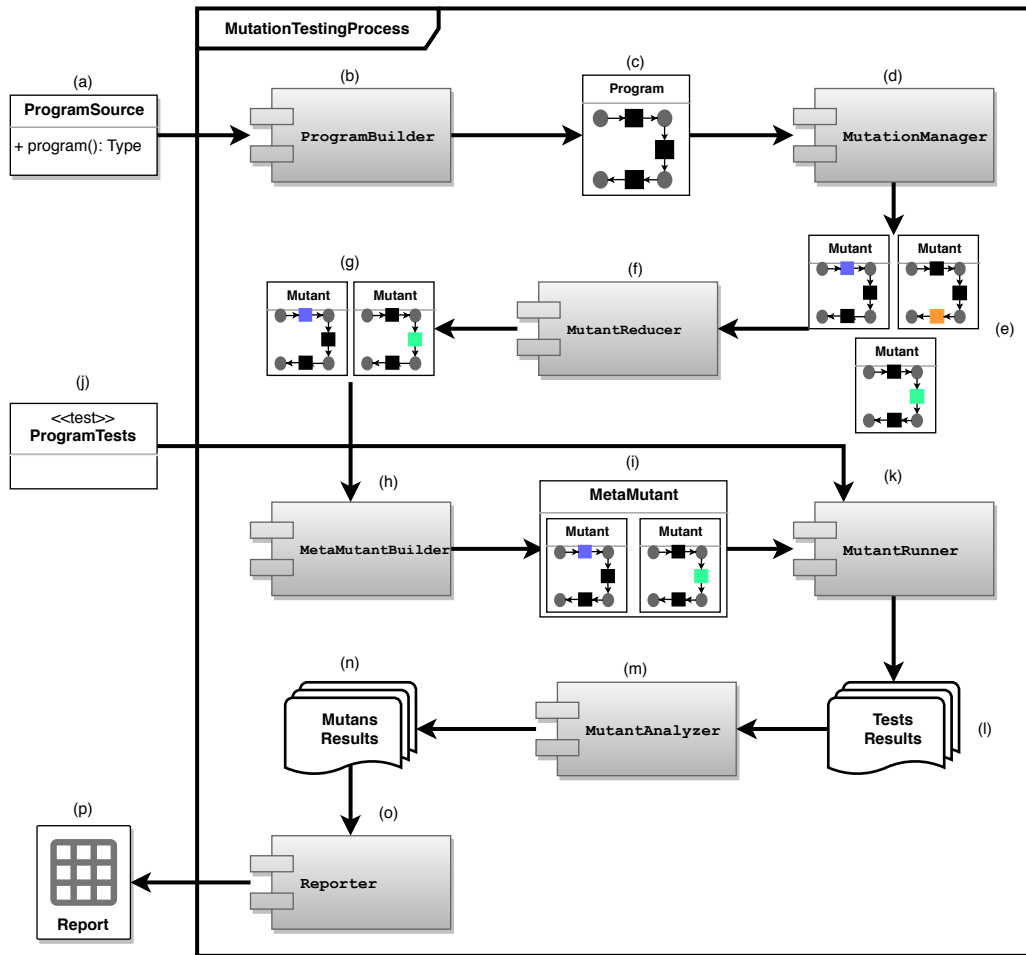 MutationTestingProcess
(a)
ProgramSource
+ program(): Type
(b)
ProgramBuilder
(c)
Program
(d)
MutationManager
Mutant
Mutant
(e)
Mutant
(f)
MutantReducer
(g)
Mutant
Mutant
(j)
<<test>>
ProgramTests
(h)
MetaMutantBuilder
(i)
MetaMutant
Mutant
Mutant
(k)
MutantRunner
(l)
Tests
Results
(m)
MutantAnalyzer
(n)
Mutans
Results
(o)
Reporter
(p)
Report